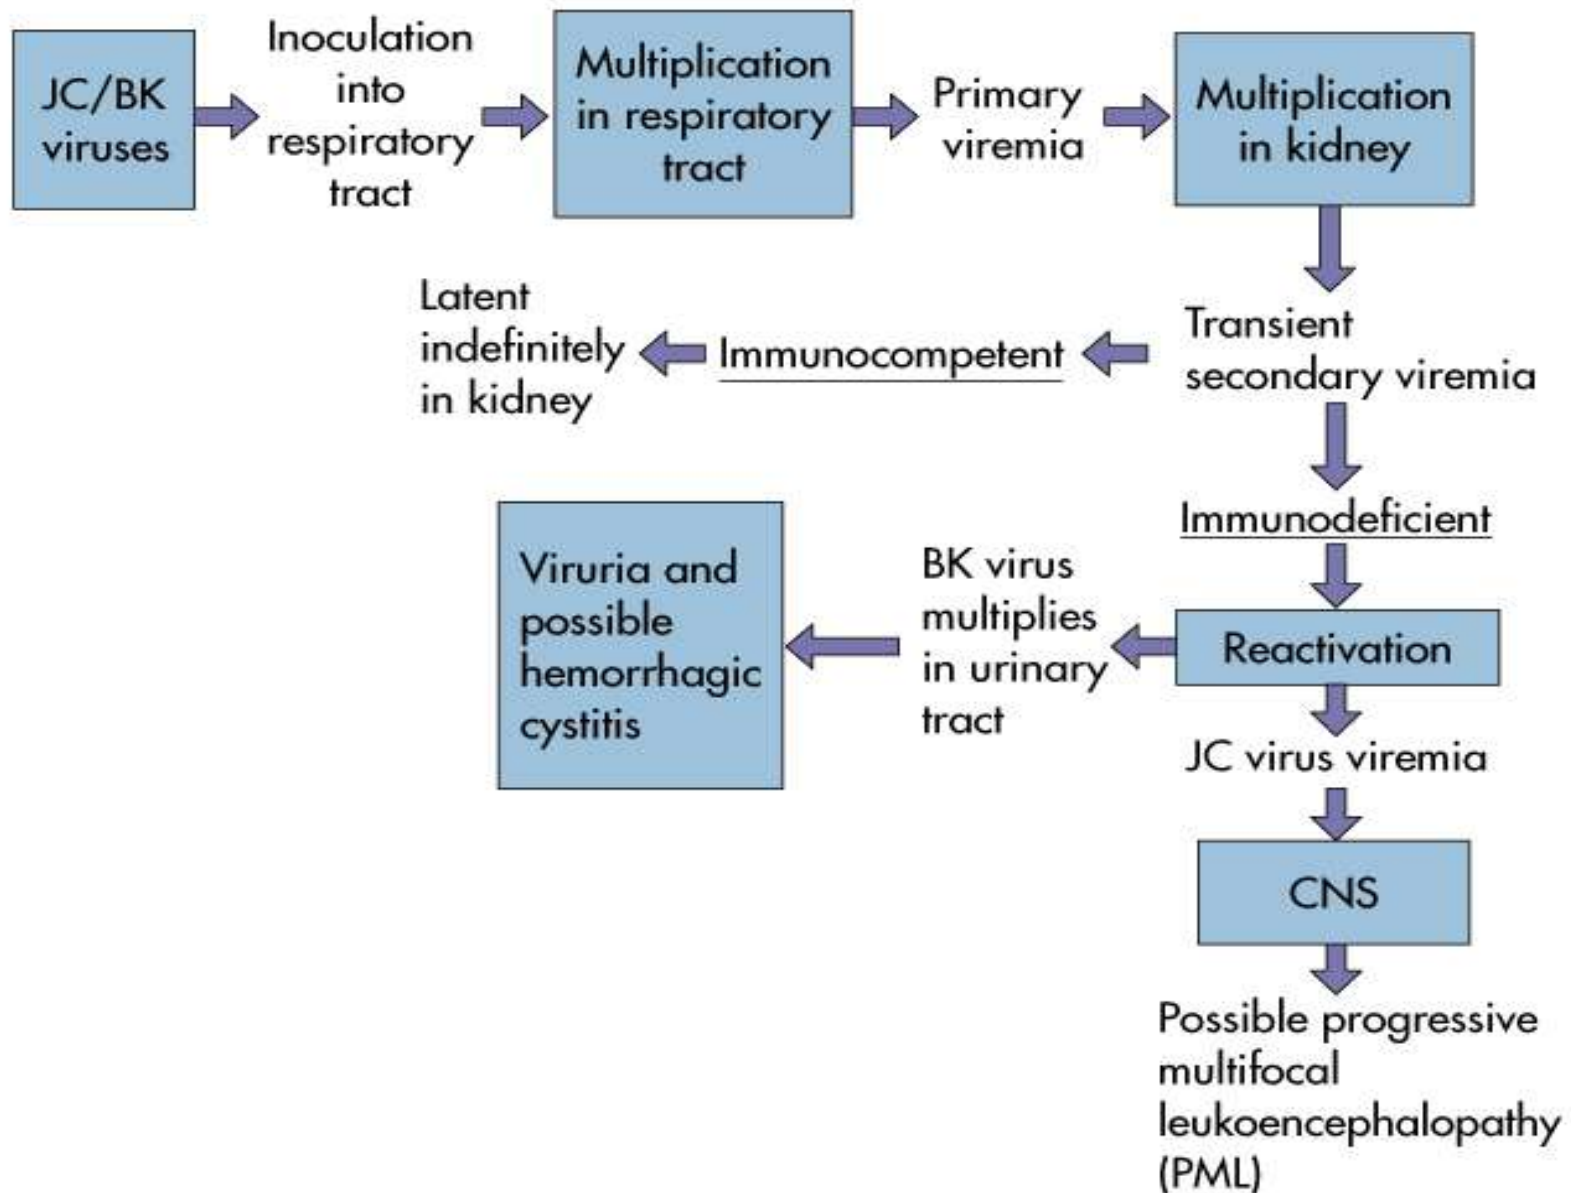 JC/BK
viruses
Inoculation
into
respiratory
tract
Multiplication
in respiratory
tract
Primary
viremia
Multiplication
in kidney
Transient
secondary viremia
Immunocompetent
Latent
indefinitely
in kidney
Immunodeficient
Reactivation
BK virus
multiplies
in urinary
tract
Viruria and
possible
hemorrhagic
cystitis
JC virus viremia
CNS
Possible progressive
multifocal
leukoencephalopathy
(PML)